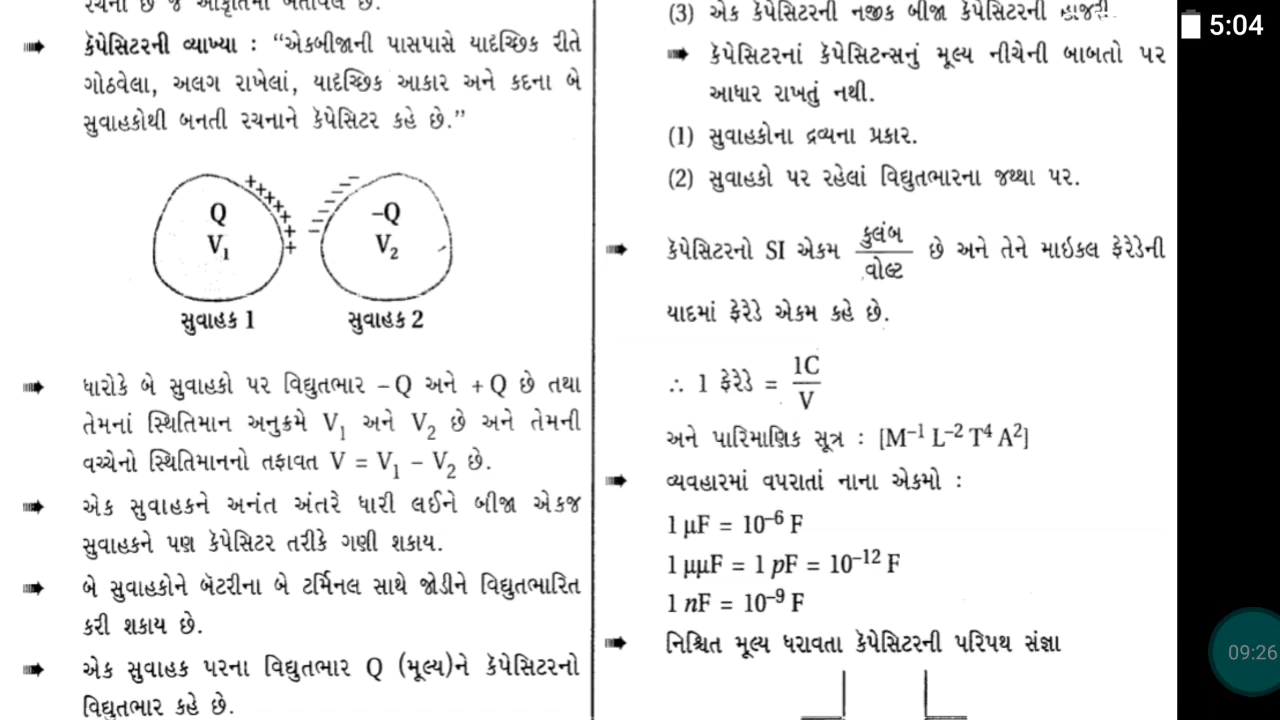 રચના છે જે આકૃતિમાં બતાવેલ છે.
➠ કૅપેસિટરની વ્યાખ્યા : “એકબીજાની પાસપાસે યાદચ્છિક રીતે
ગોઠવેલા, અલગ રાખેલાં, યાદચ્છિક આકાર અને કદના બે
સુવાહકોથી બનતી રચનાને કૅપેસિટર કહે છે.”
Q
V₁
–Q
V₂
સુવાહક 1
સુવાહક 2
➠ ધારોકે બે સુવાહકો પર વિદ્યુતભાર – Q અને + Q છે તથા
તેમનાં સ્થિતિમાન અનુક્રમે V₁ અને V₂ છે અને તેમની
વચ્ચેનો સ્થિતિમાનનો તફાવત V = V₁ – V₂ છે.
➠ એક સુવાહકને અનંત અંતરે ધારી લઈને બીજા એકજ
સુવાહકને પણ કૅપેસિટર તરીકે ગણી શકાય.
➠ બે સુવાહકોને બૅટરીના બે ટર્મિનલ સાથે જોડીને વિદ્યુતભારિત
કરી શકાય છે.
➠ એક સુવાહક પરના વિદ્યુતભાર Q (મૂલ્ય)ને કૅપેસિટરનો
વિદ્યુતભાર કહે છે.
(3) એક કૅપેસિટરની નજીક બીજા કૅપેસિટરની હાજરી
➠ કૅપેસિટરનાં કૅપેસિટન્સનું મૂલ્ય નીચેની બાબતો પર
આધાર રાખતું નથી.
(1) સુવાહકોના દ્રવ્યના પ્રકાર.
(2) સુવાહકો પર રહેલાં વિદ્યુતભારના જથ્થા પર.
➠ કૅપેસિટરનો SI એકમ કુલંબ/વોલ્ટ છે અને તેને માઇકલ ફેરેડેની
યાદમાં ફેરેડે એકમ કહે છે.
∴ 1 ફેરેડે = 1C/V
અને પારિમાણિક સૂત્ર : [M⁻¹ L⁻² T⁴ A²]
➠ વ્યવહારમાં વપરાતાં નાના એકમો :
1 μF = 10⁻⁶ F
1 μμF = 1 pF = 10⁻¹² F
1 nF = 10⁻⁹ F
➠ નિશ્ચિત મૂલ્ય ધરાવતા કૅપેસિટરની પરિપથ સંજ્ઞા
5:04
09:26